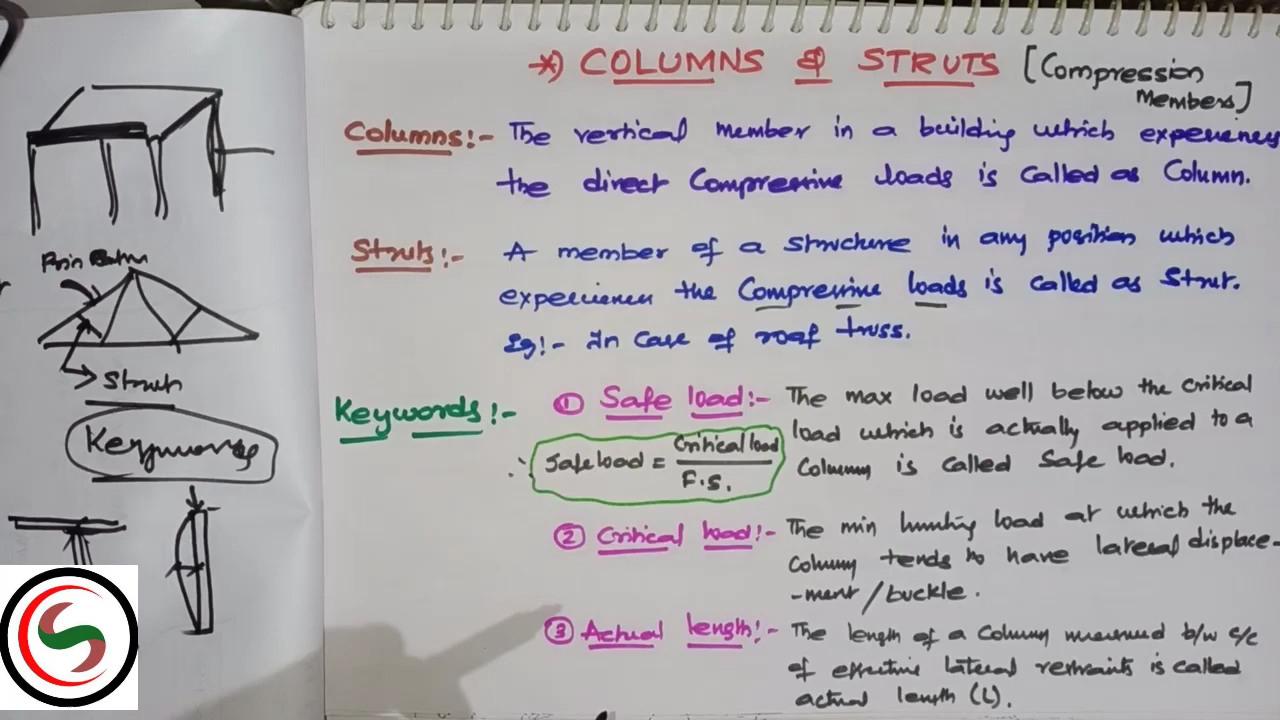 *) COLUMNS & STRUTS [Compression
Members]
Columns:- The vertical member in a building which experiences
the direct Compressive loads is called as Column.
Struts:- A member of a structure in any position which
experiences the Compressive loads is called as Strut.
Eg:- In case of roof truss.
Keywords:- ① Safe load:- The max load well below the critical
load which is actually applied to a
Column is called Safe load.
∴ Safe load = Critical load
F.S.
② Critical load:- The min limiting load at which the
Column tends to have lateral displace-
-ment / buckle.
③ Actual length:- The length of a Column measured b/w c/c
of effective lateral restraints is called
actual length (L).
Strut
Keywords